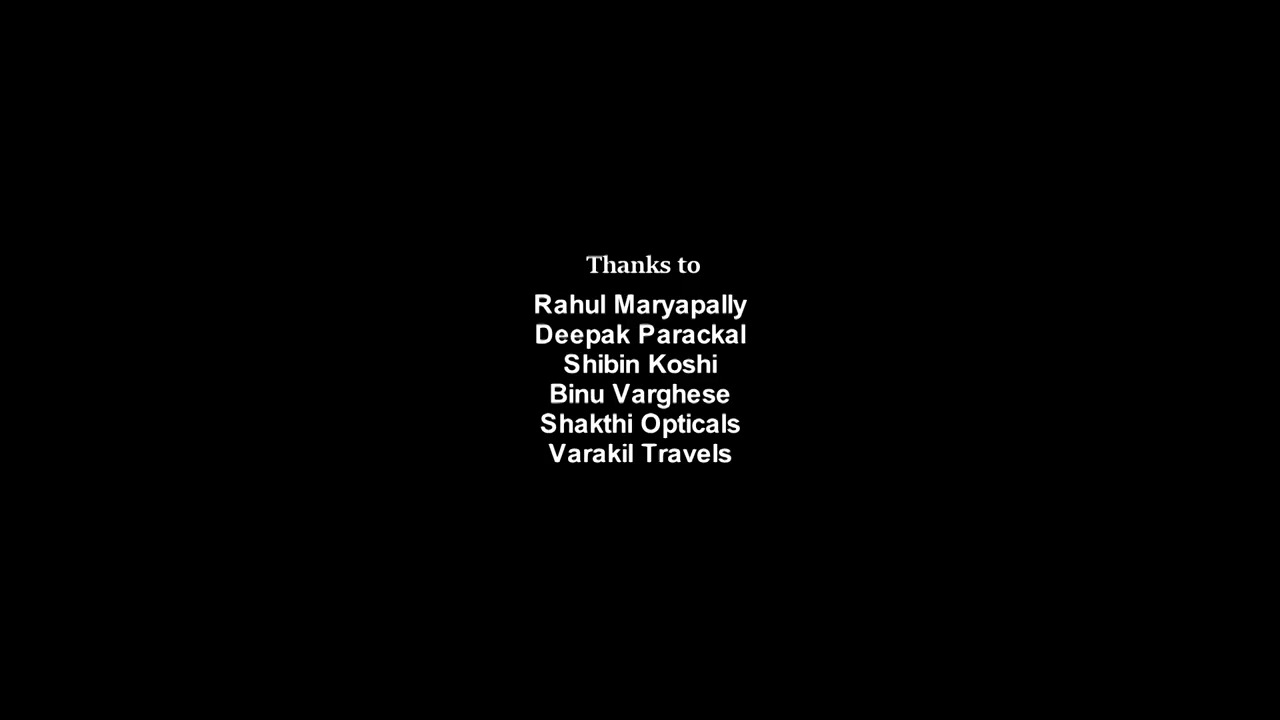 Thanks to
Rahul Maryapally
Deepak Parackal
Shibin Koshi
Binu Varghese
Shakthi Opticals
Varakil Travels